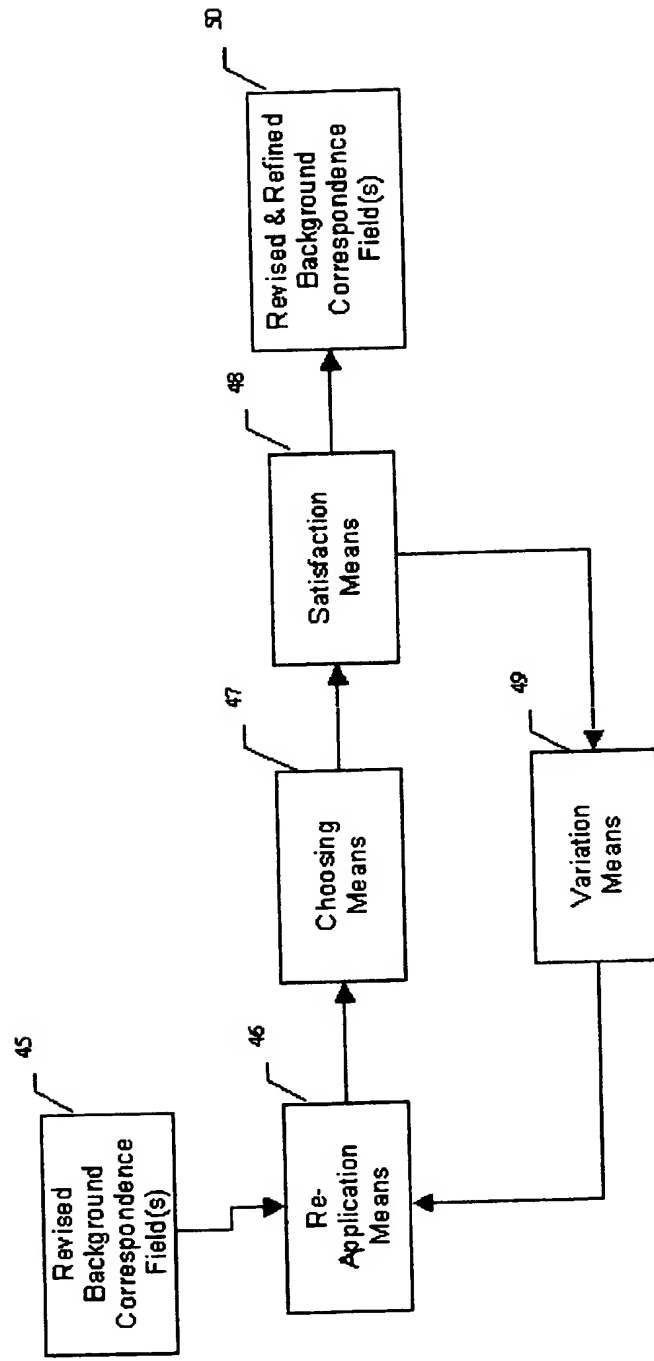 45
Revised
Background
Correspondence
Field(s)
46
Re-
Application
Means
47
Choosing
Means
48
Satisfaction
Means
49
Variation
Means
50
Revised & Refined
Background
Correspondence
Field(s)